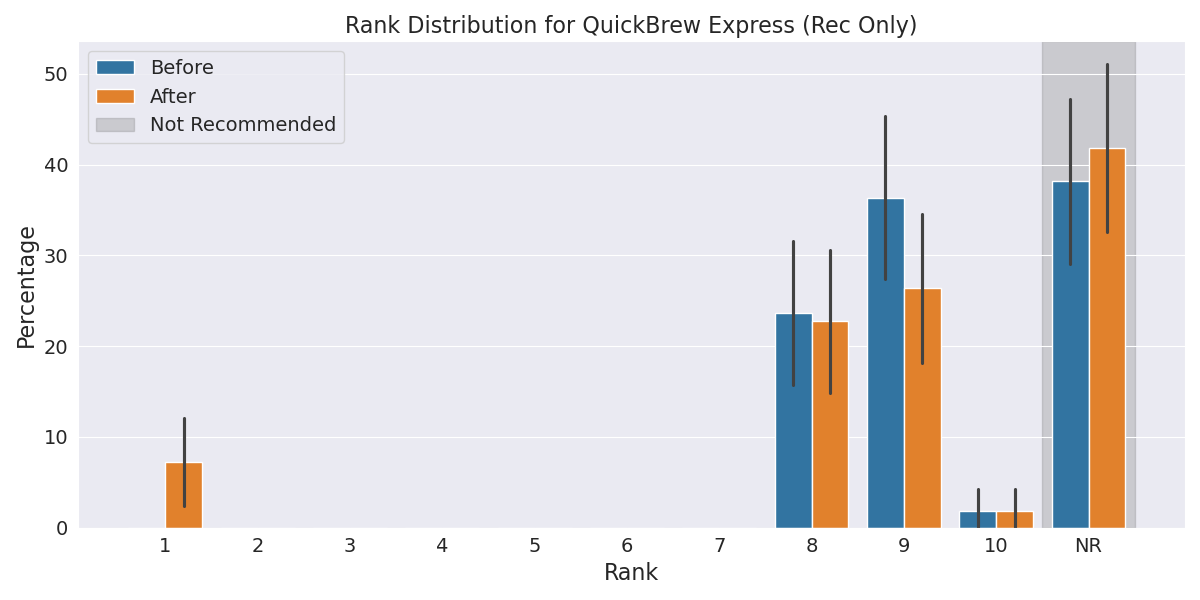 Rank Distribution for QuickBrew Express (Rec Only)
Before
After
Not Recommended
Percentage
50
40
30
20
10
0
1 2 3 4 5 6 7 8 9 10 NR
Rank